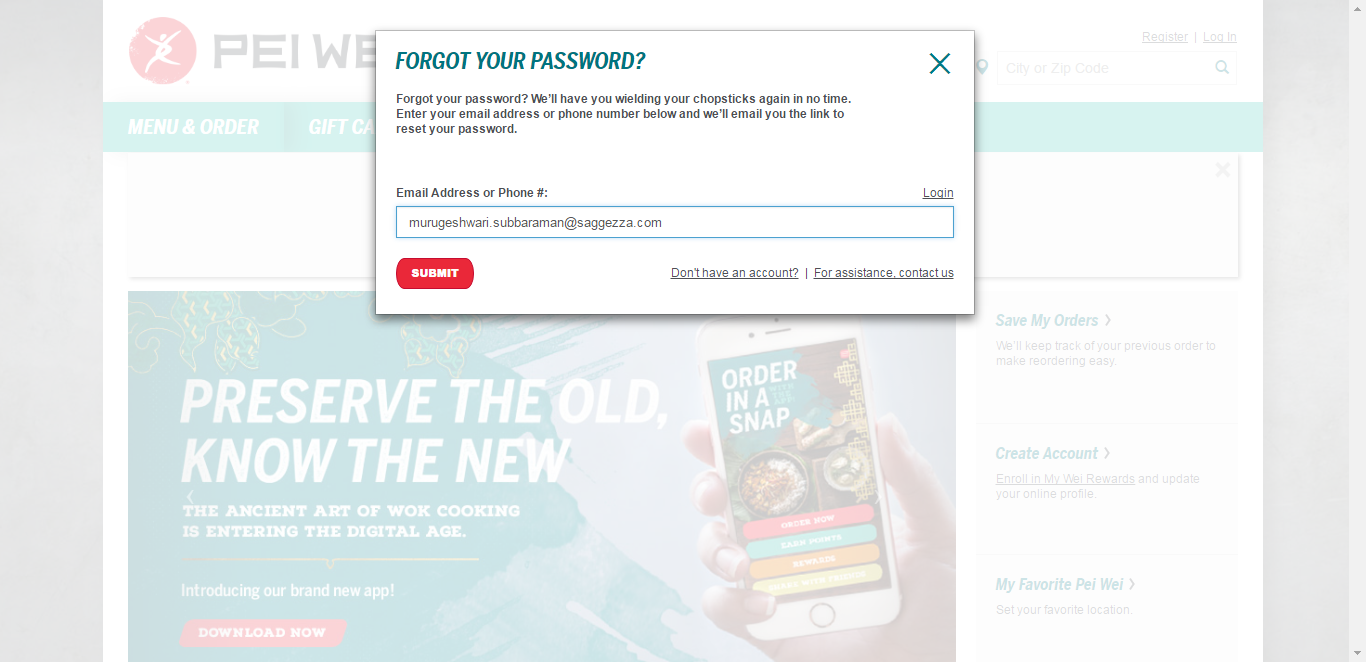 PEI WE
Register | Log In
City or Zip Code
MENU & ORDER
GIFT CA
FORGOT YOUR PASSWORD?
Forgot your password? We'll have you wielding your chopsticks again in no time.
Enter your email address or phone number below and we'll email you the link to
reset your password.
Email Address or Phone #:
Login
murugeshwari.subbaraman@saggezza.com
SUBMIT
Don't have an account? | For assistance, contact us
PRESERVE THE OLD,
KNOW THE NEW
THE ANCIENT ART OF WOK COOKING
IS ENTERING THE DIGITAL AGE.
Introducing our brand new app!
DOWNLOAD NOW
ORDER
IN A
SNAP
WITH
THE APP
ORDER NOW
EARN POINTS
REWARDS
SHARE WITH FRIENDS
Save My Orders
We'll keep track of your previous order to
make reordering easy.
Create Account
Enroll in My Wei Rewards and update
your online profile.
My Favorite Pei Wei
Set your favorite location.